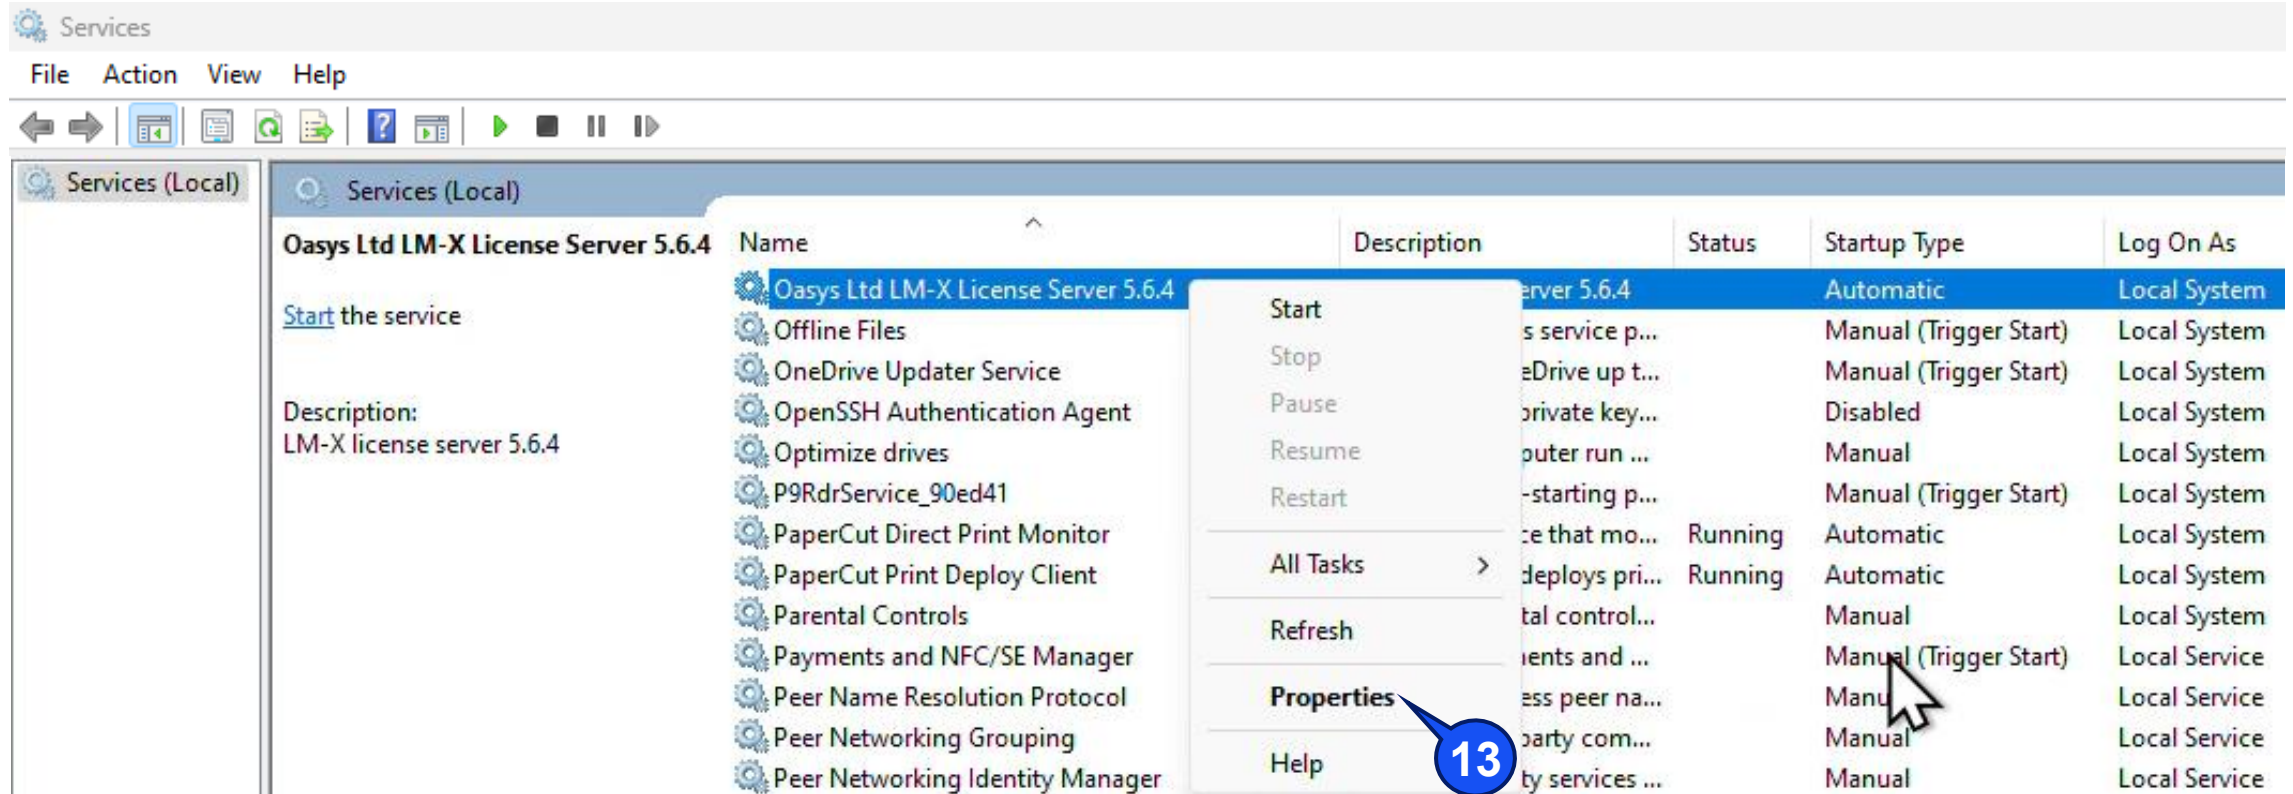 Services
File Action View Help
Services (Local)
Services (Local)
Oasys Ltd LM-X License Server 5.6.4
Start the service
Description:
LM-X license server 5.6.4
Name Description Status Startup Type Log On As
Oasys Ltd LM-X License Server 5.6.4 erver 5.6.4 Automatic Local System
Offline Files s service p... Manual (Trigger Start) Local System
OneDrive Updater Service eDrive up t... Manual (Trigger Start) Local System
OpenSSH Authentication Agent private key... Disabled Local System
Optimize drives puter run ... Manual Local System
P9RdrService_90ed41 -starting p... Manual (Trigger Start) Local System
PaperCut Direct Print Monitor ce that mo... Running Automatic Local System
PaperCut Print Deploy Client deploys pri... Running Automatic Local System
Parental Controls tal control... Manual Local System
Payments and NFC/SE Manager ents and ... Manual (Trigger Start) Local Service
Peer Name Resolution Protocol ess peer na... Manu Local Service
Peer Networking Grouping party com... Manual Local Service
Peer Networking Identity Manager ty services ... Manual Local Service
Start
Stop
Pause
Resume
Restart
All Tasks
Refresh
Properties
Help
13